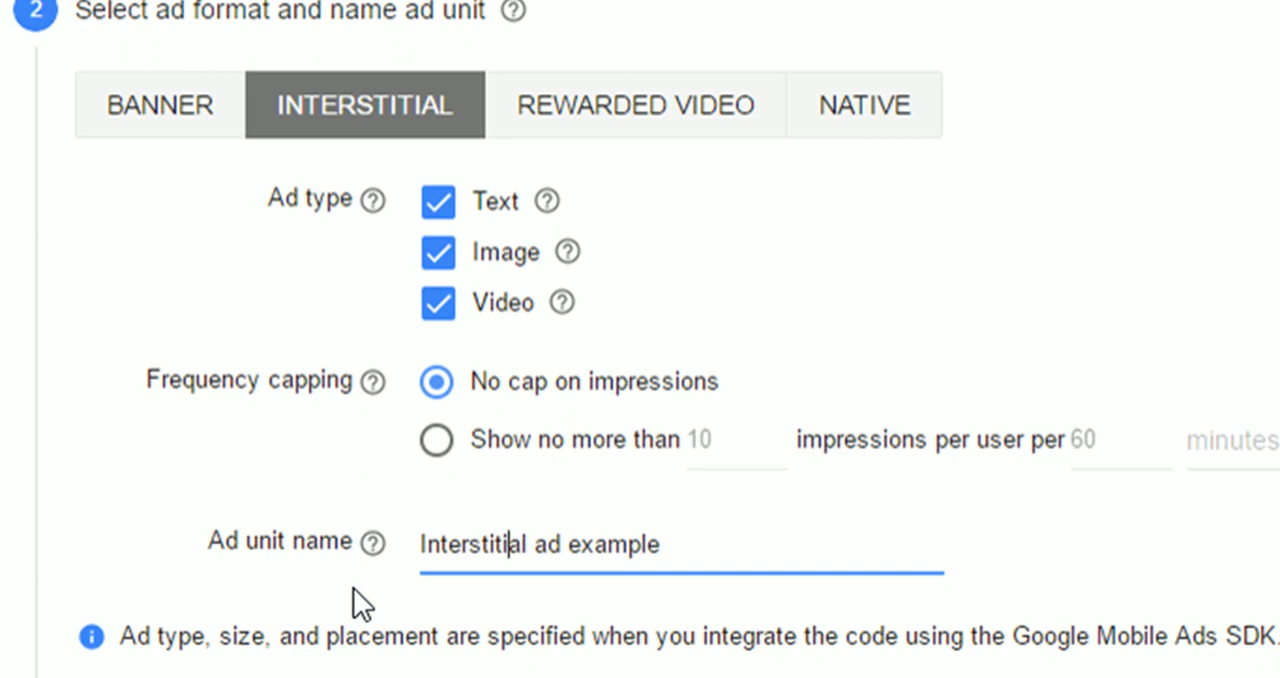 2 Select ad format and name ad unit ?
BANNER INTERSTITIAL REWARDED VIDEO NATIVE
Ad type ? Text ?
Image ?
Video ?
Frequency capping ? No cap on impressions
Show no more than 10 impressions per user per 60 minutes
Ad unit name ? Interstitial ad example
i Ad type, size, and placement are specified when you integrate the code using the Google Mobile Ads SDK.